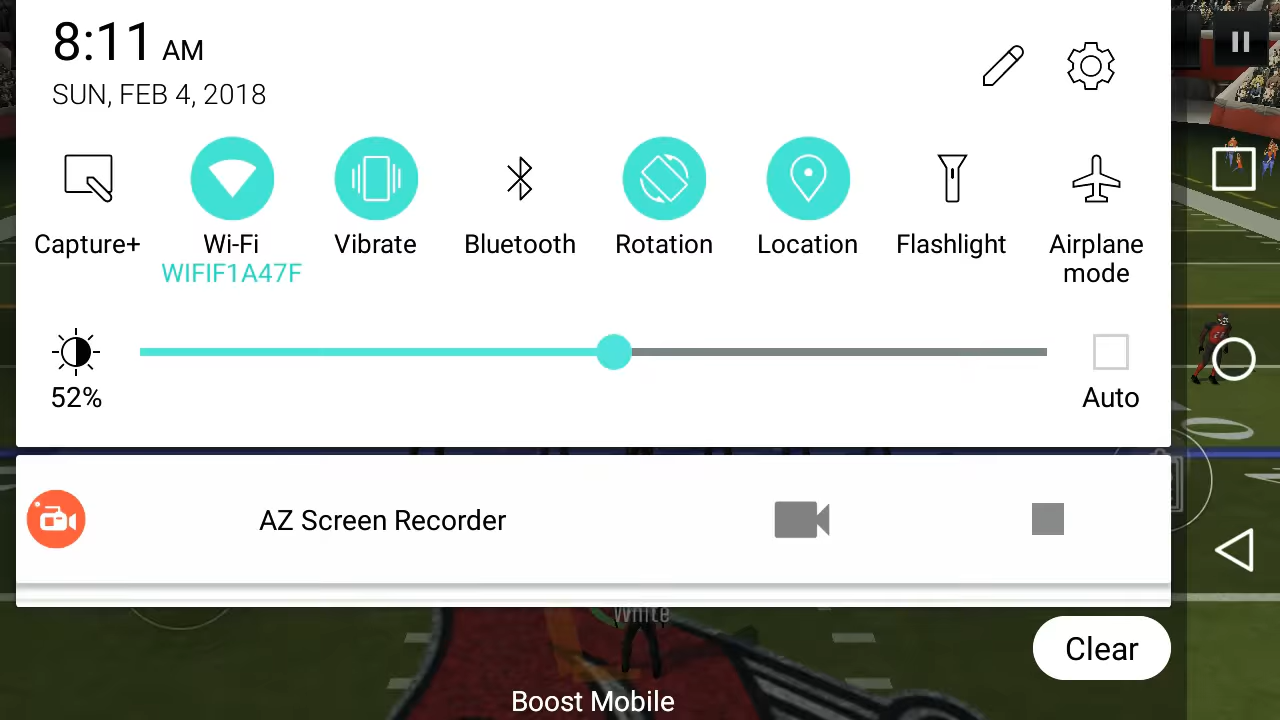 8:11 AM
SUN, FEB 4, 2018
Capture+
Wi-Fi
WIFIF1A47F
Vibrate
Bluetooth
Rotation
Location
Flashlight
Airplane
mode
52%
Auto
AZ Screen Recorder
White
Clear
Boost Mobile